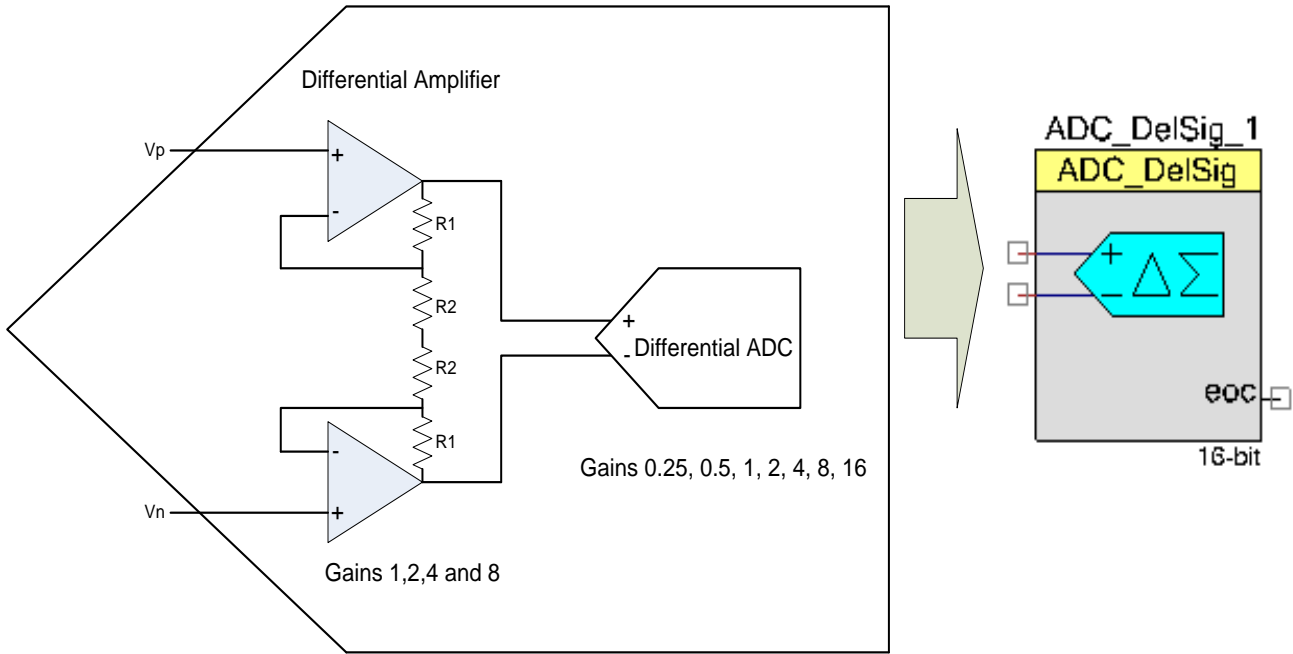 Differential Amplifier
Vp
+
-
R1
R2
R2
R1
-
+
Vn
Gains 1,2,4 and 8
+
-
Differential ADC
Gains 0.25, 0.5, 1, 2, 4, 8, 16
ADC_DelSig_1
ADC_DelSig
+
− ΔΣ
eoc
16-bit